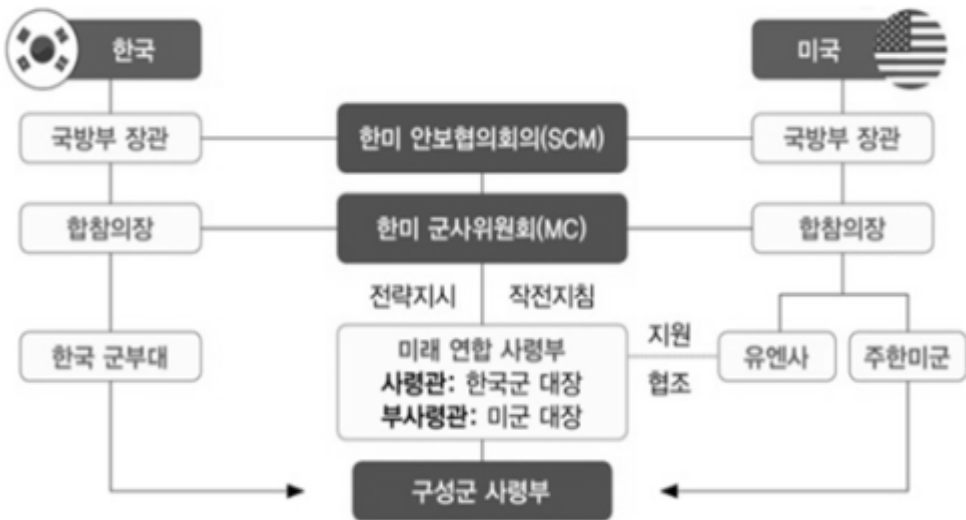 한국
미국
국방부 장관
한미 안보협의회의(SCM)
국방부 장관
합참의장
한미 군사위원회(MC)
합참의장
전략지시
작전지침
한국 군부대
미래 연합 사령부
사령관: 한국군 대장
부사령관: 미군 대장
지원
협조
유엔사
주한미군
구성군 사령부